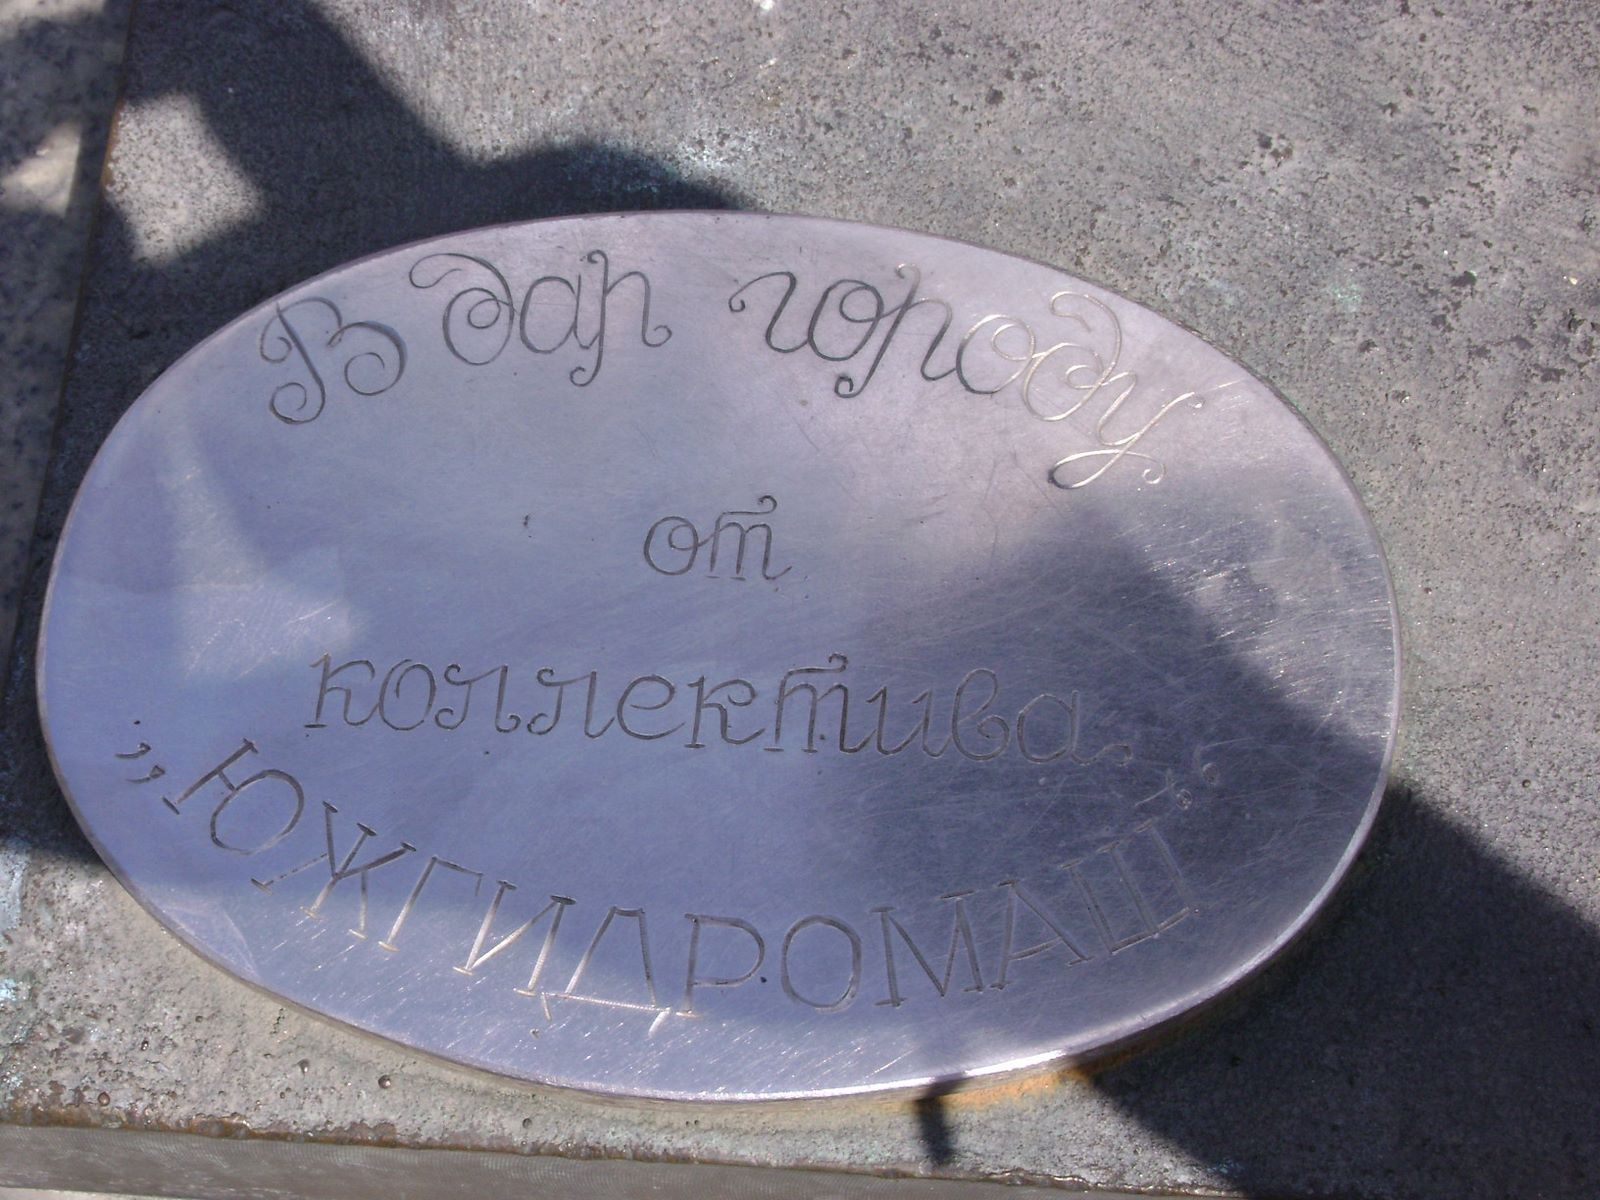 В дар городу
от
коллектива
„ЮЖГИДРОМАШ“